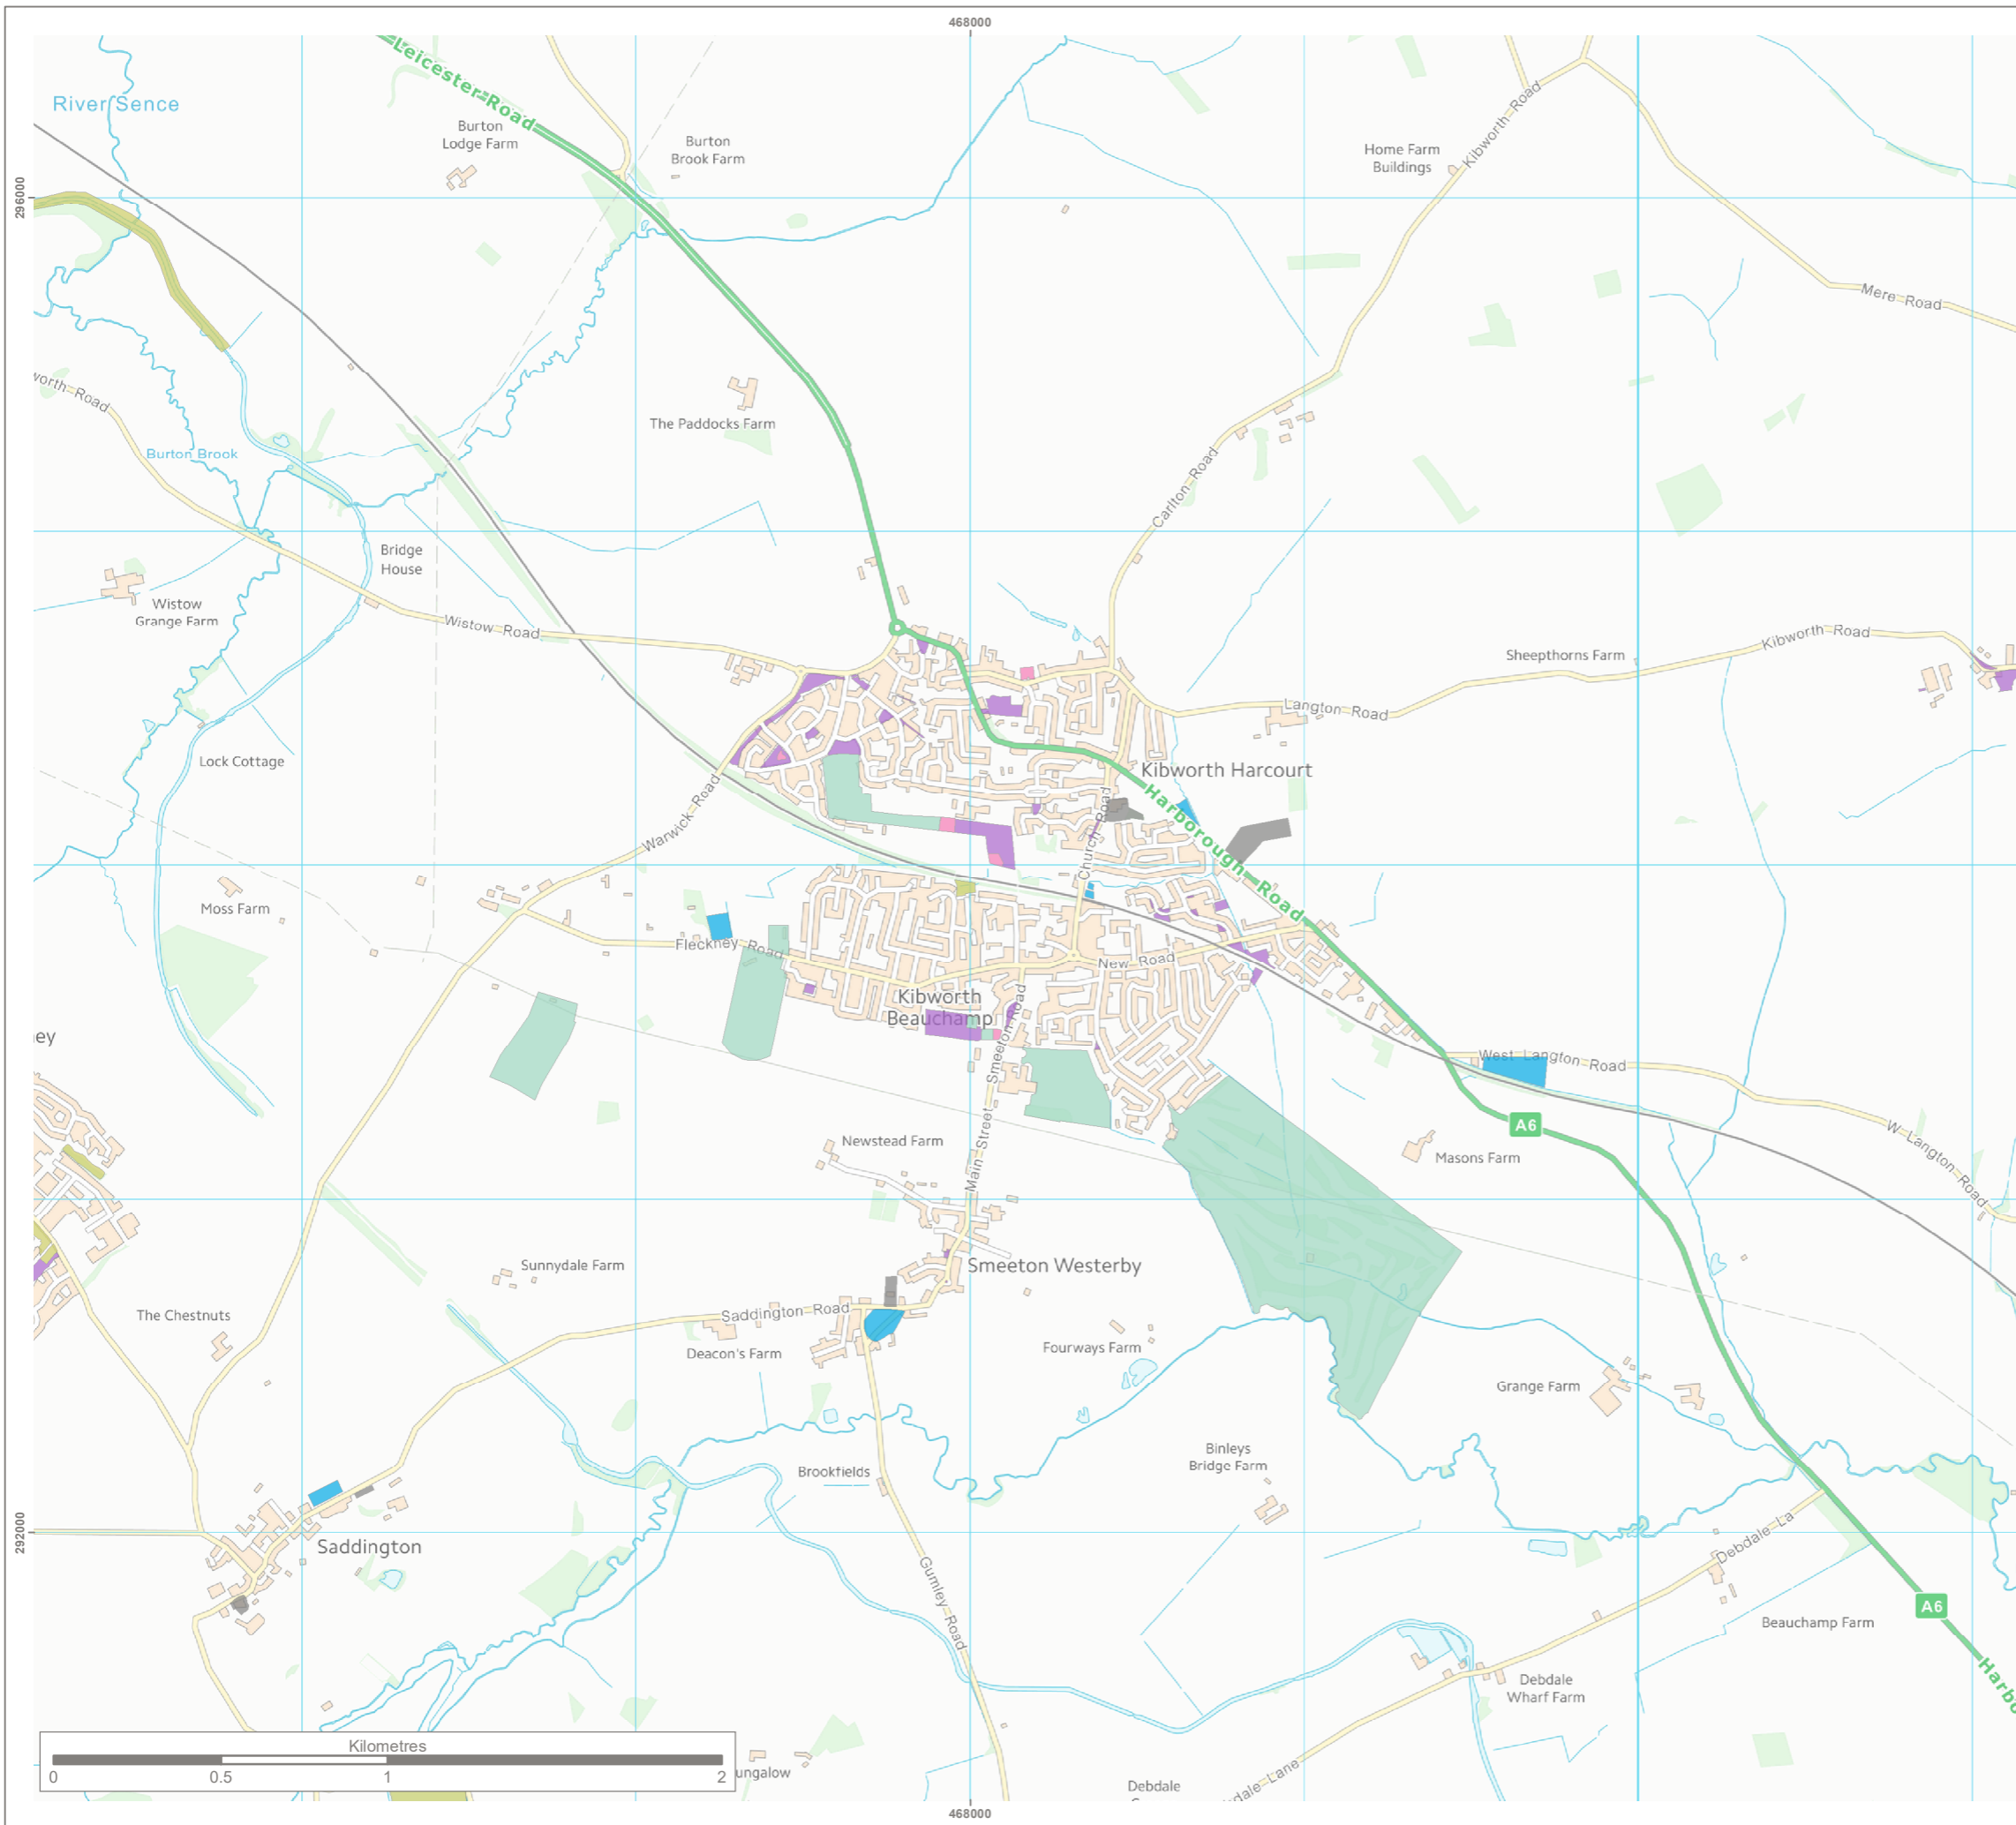 468000
Leicester Road
River Sence
Burton
Lodge Farm
Burton
Brook Farm
Home Farm
Buildings
Kibworth Road
296000
Mere Road
worth Road
The Paddocks Farm
Burton Brook
Carlton Road
Bridge
House
Wistow
Grange Farm
Wistow Road
Kibworth Road
Sheepthorns Farm
Langton Road
Lock Cottage
Kibworth Harcourt
Warwick Road
Church Road
Harborough Road
Moss Farm
Fleckney Road
New Road
Kibworth
Beauchamp
Smeeton Road
ey
West Langton Road
A6
Newstead Farm
Main Street
Masons Farm
W Langton Road
Sunnydale Farm
Smeeton Westerby
The Chestnuts
Saddington Road
Deacon's Farm
Fourways Farm
Grange Farm
Binleys
Bridge Farm
Brookfields
292000
Saddington
Debdale La
Gumley Road
A6
Beauchamp Farm
Debdale
Wharf Farm
Harbo
Kilometres
0 0.5 1 2
ungalow
Debdale
dale Lane
468000